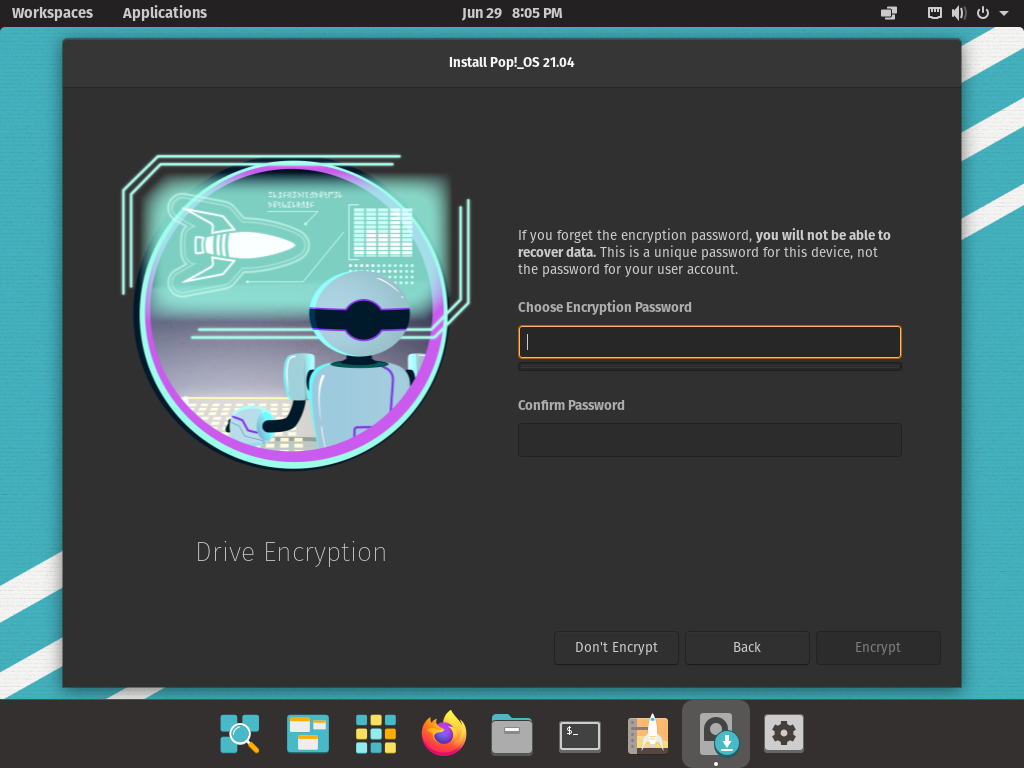 Workspaces Applications Jun 29 8:05 PM
Install Pop!_OS 21.04
If you forget the encryption password, you will not be able to
recover data. This is a unique password for this device, not
the password for your user account.
Choose Encryption Password
Confirm Password
Drive Encryption
Don't Encrypt Back Encrypt
$_